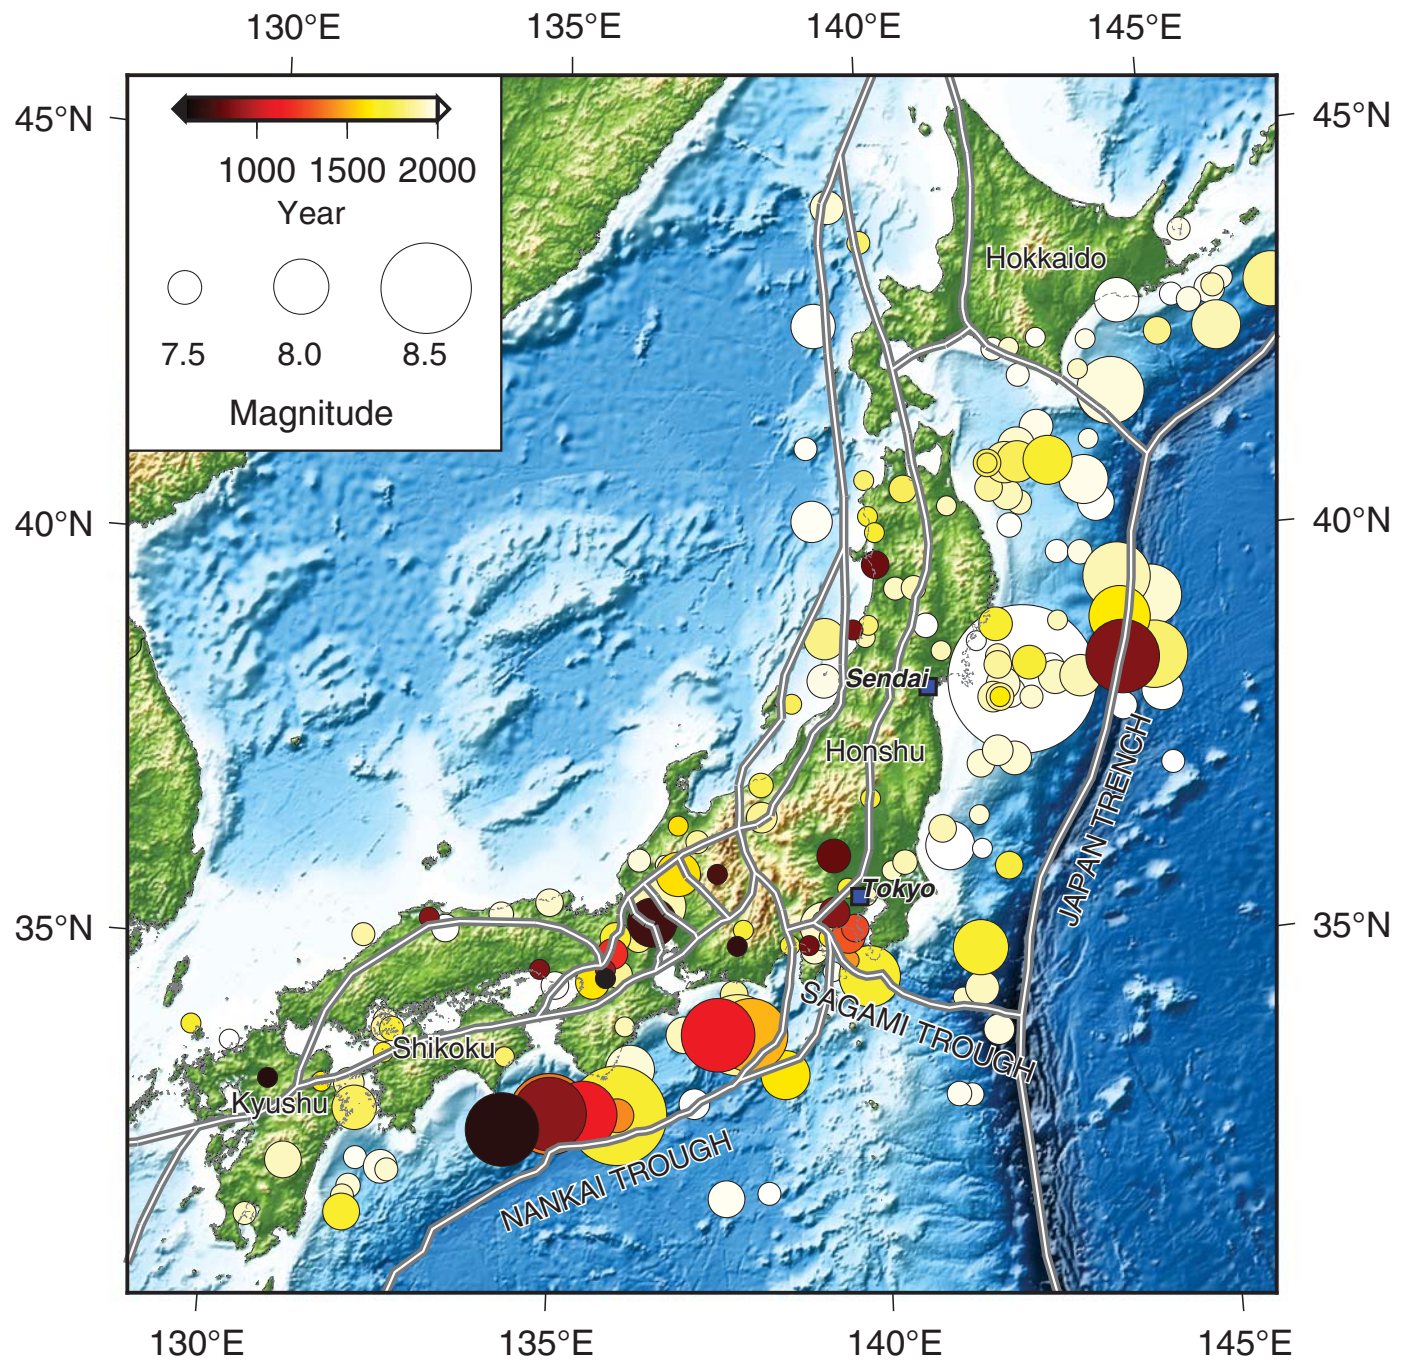 130°E 135°E 140°E 145°E
45°N 45°N
1000 1500 2000
Year
7.5 8.0 8.5
Magnitude
Hokkaido
40°N 40°N
Sendai
Honshu
JAPAN TRENCH
Tokyo
35°N 35°N
SAGAMI TROUGH
Shikoku
Kyushu
NANKAI TROUGH
130°E 135°E 140°E 145°E